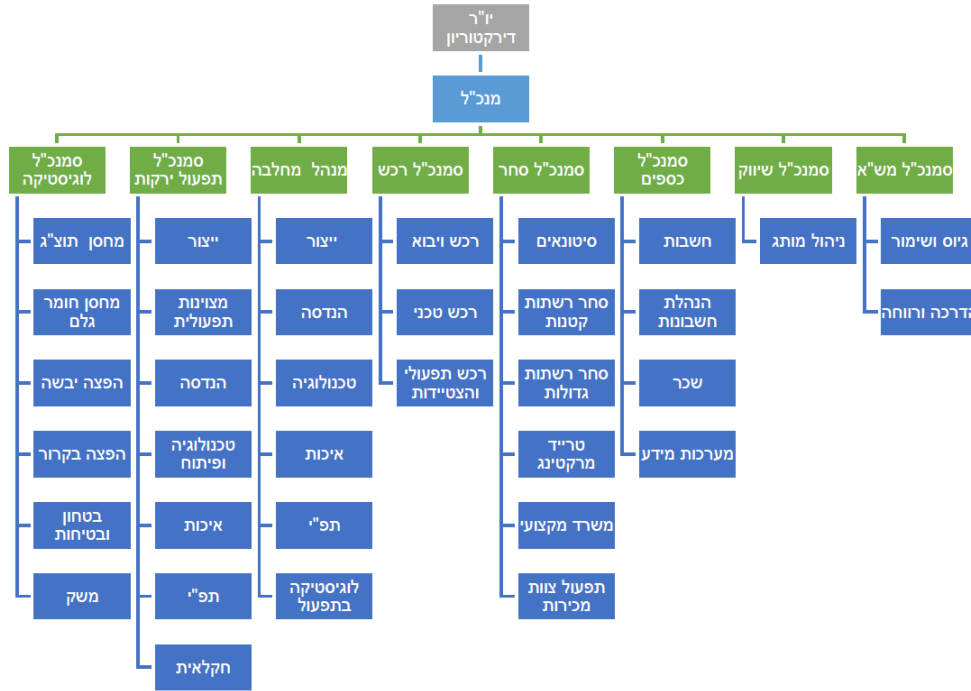 יו"ר
דירקטוריון
מנכ"ל
סמנכ"ל מש"א
גיוס ושימור
הדרכה ורווחה
סמנכ"ל שיווק
ניהול מותג
סמנכ"ל
כספים
חשבות
הנהלת
חשבונות
שכר
מערכות מידע
סמנכ"ל סחר
סיטונאים
סחר רשתות
קטנות
סחר רשתות
גדולות
טרייד
מרקטינג
משרד מקצועי
תפעול צוות
מכירות
סמנכ"ל רכש
רכש ויבוא
רכש טכני
רכש תפעולי
והצטיידות
מנהל מחלבה
ייצור
הנדסה
טכנולוגיה
איכות
תפ"י
לוגיסטיקה
בתפעול
סמנכ"ל
תפעול ירקות
ייצור
מצוינות
תפעולית
הנדסה
טכנולוגיה
ופיתוח
איכות
תפ"י
חקלאית
סמנכ"ל
לוגיסטיקה
מחסן תוצ"ג
מחסן חומר
גלם
הפצה יבשה
הפצה בקרור
בטחון
ובטיחות
משק